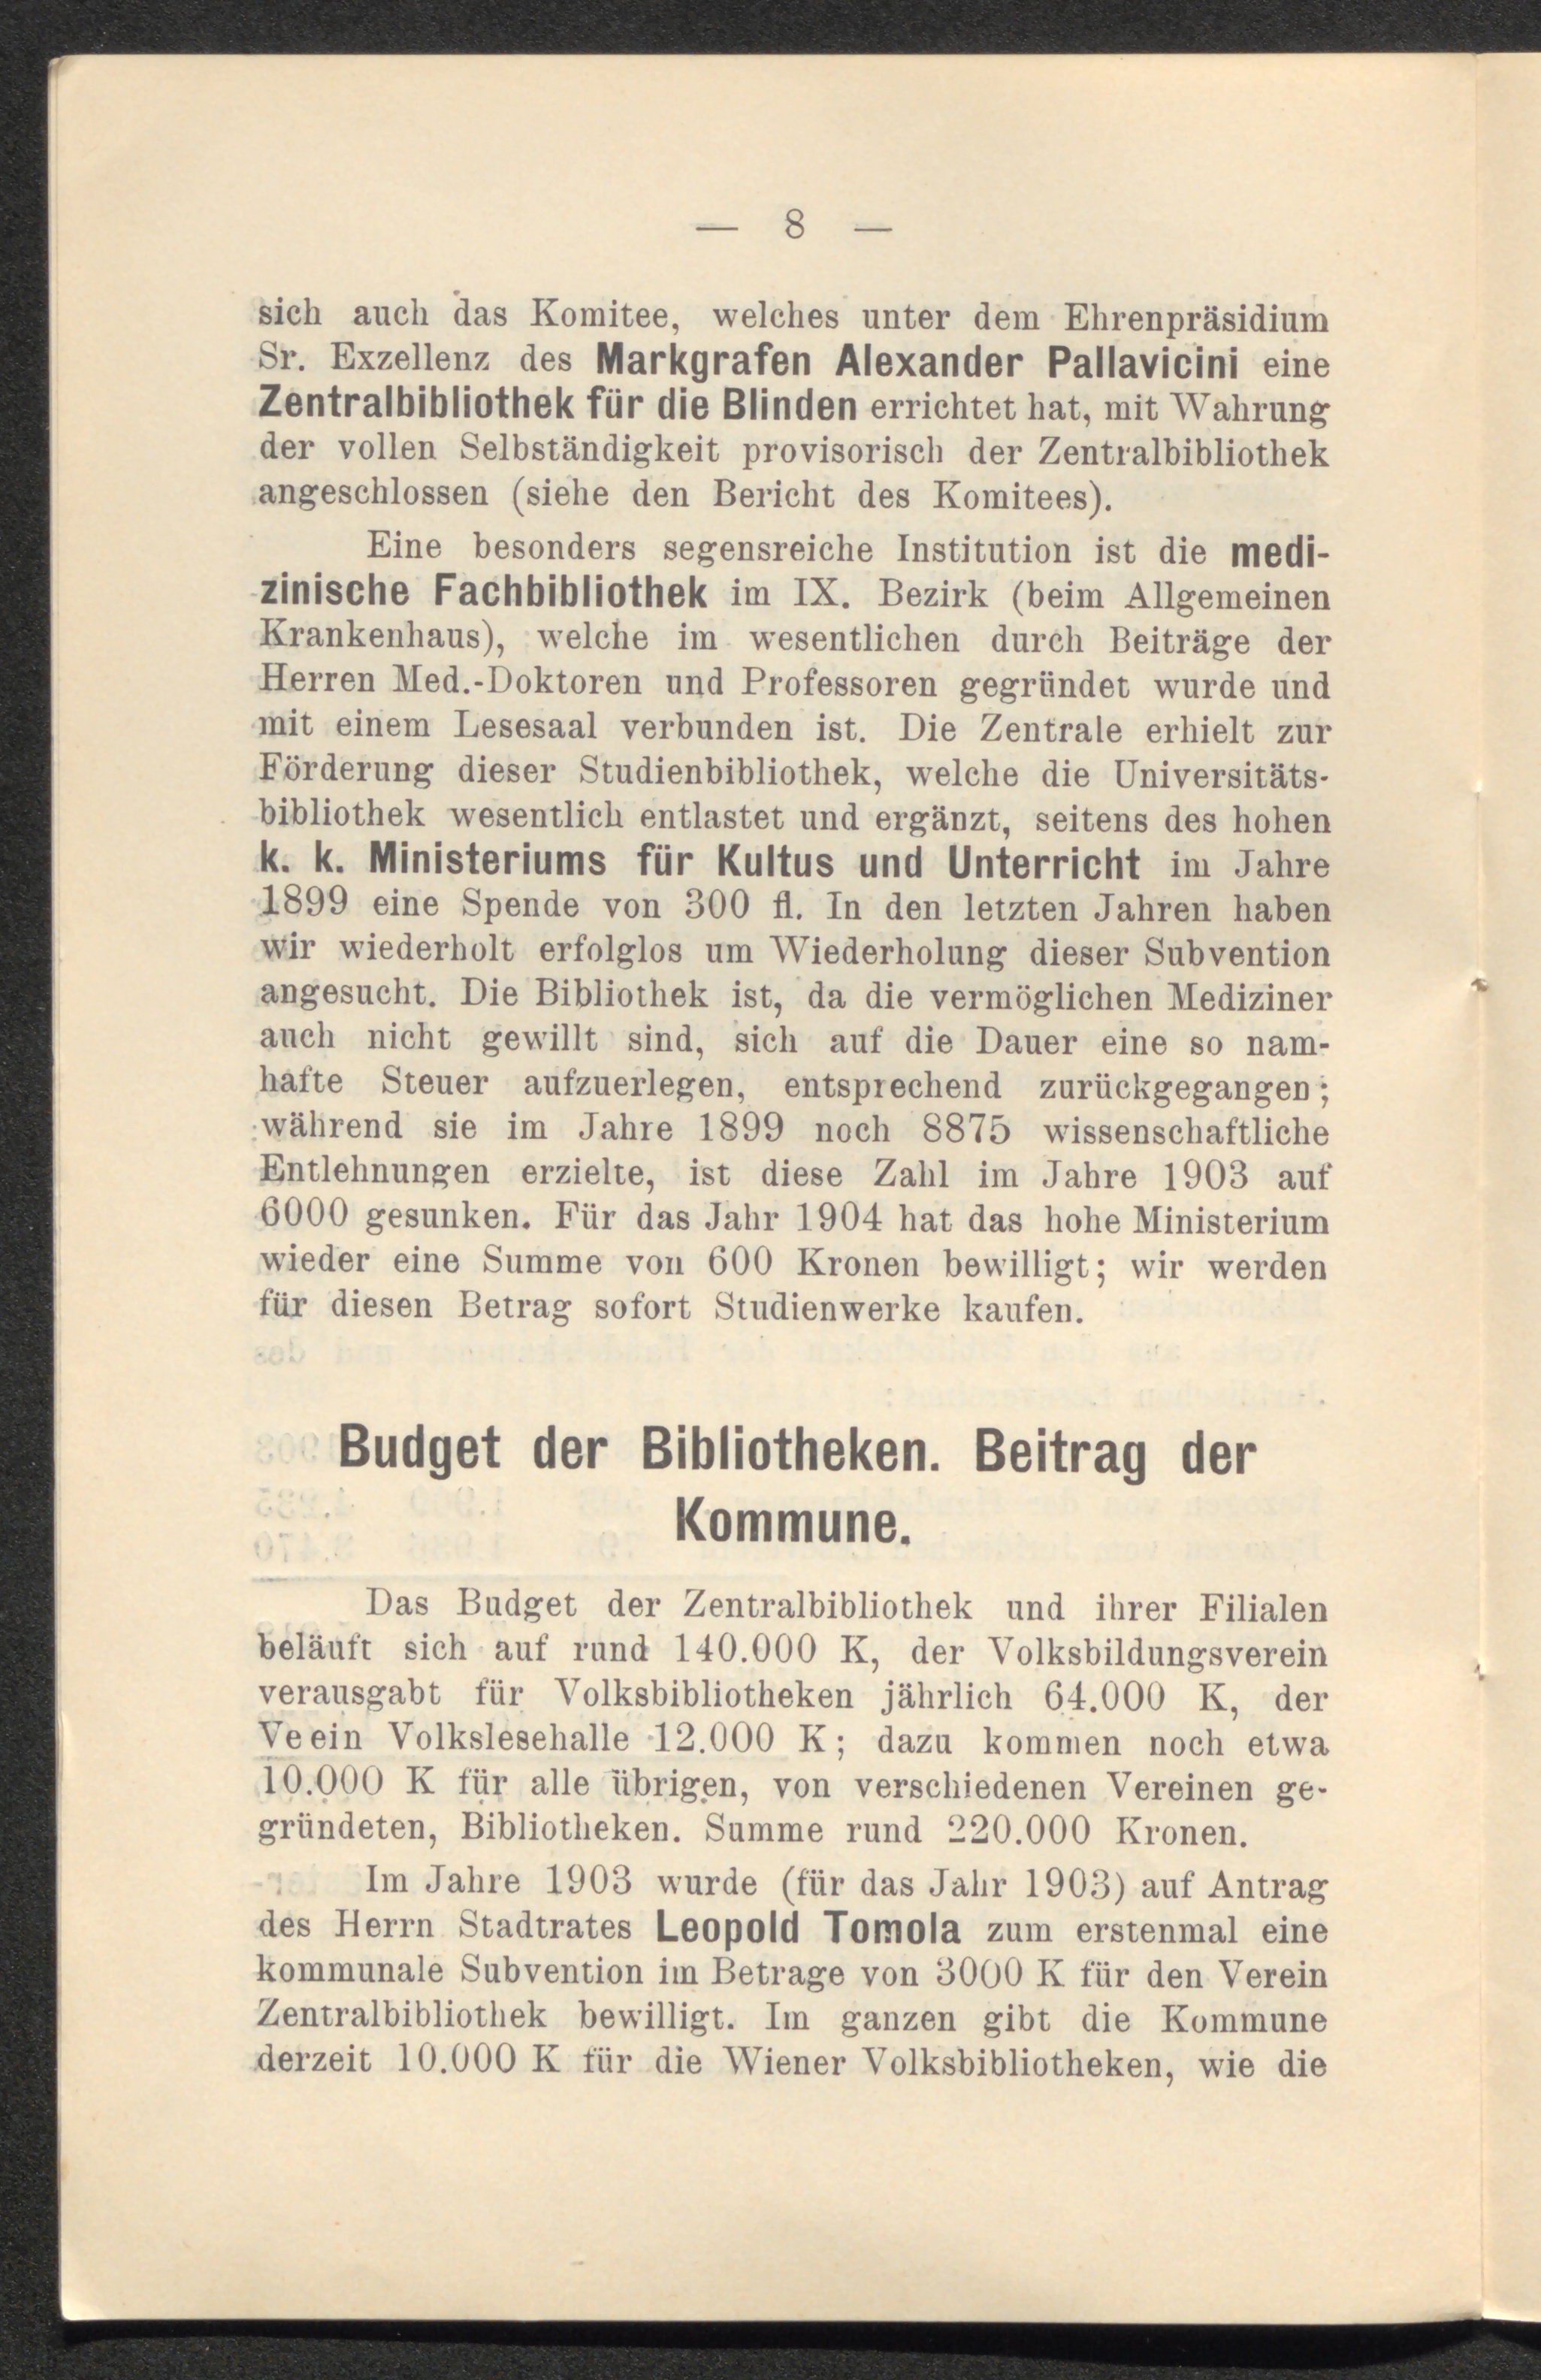 — 8 —
sich auch das Komitee, welches unter dem Ehrenpräsidium
Sr. Exzellenz des Markgrafen Alexander Pallavicini eine
Zentralbibliothek für die Blinden errichtet hat, mit Wahrung
der vollen Selbständigkeit provisorisch der Zentralbibliothek
angeschlossen (siehe den Bericht des Komitees).
Eine besonders segensreiche Institution ist die medi-
zinische Fachbibliothek im IX. Bezirk (beim Allgemeinen
Krankenhaus), welche im wesentlichen durch Beiträge der
Herren Med.-Doktoren und Professoren gegründet wurde und
mit einem Lesesaal verbunden ist. Die Zentrale erhielt zur
Förderung dieser Studienbibliothek, welche die Universitäts-
bibliothek wesentlich entlastet und ergänzt, seitens des hohen
k. k. Ministeriums für Kultus und Unterricht im Jahre
1899 eine Spende von 300 fl. In den letzten Jahren haben
wir wiederholt erfolglos um Wiederholung dieser Subvention
angesucht. Die Bibliothek ist, da die vermöglichen Mediziner
auch nicht gewillt sind, sich auf die Dauer eine so nam-
hafte Steuer aufzuerlegen, entsprechend zurückgegangen;
während sie im Jahre 1899 noch 8875 wissenschaftliche
Entlehnungen erzielte, ist diese Zahl im Jahre 1903 auf
6000 gesunken. Für das Jahr 1904 hat das hohe Ministerium
wieder eine Summe von 600 Kronen bewilligt; wir werden
für diesen Betrag sofort Studienwerke kaufen.
Budget der Bibliotheken. Beitrag der
Kommune.
Das Budget der Zentralbibliothek und ihrer Filialen
beläuft sich auf rund 140.000 K, der Volksbildungsverein
verausgabt für Volksbibliotheken jährlich 64.000 K, der
Veein Volkslesehalle 12.000 K; dazu kommen noch etwa
10.000 K für alle übrigen, von verschiedenen Vereinen ge-
gründeten, Bibliotheken. Summe rund 220.000 Kronen.
Im Jahre 1903 wurde (für das Jahr 1903) auf Antrag
des Herrn Stadtrates Leopold Tomola zum erstenmal eine
kommunale Subvention im Betrage von 3000 K für den Verein
Zentralbibliothek bewilligt. Im ganzen gibt die Kommune
derzeit 10.000 K für die Wiener Volksbibliotheken, wie die